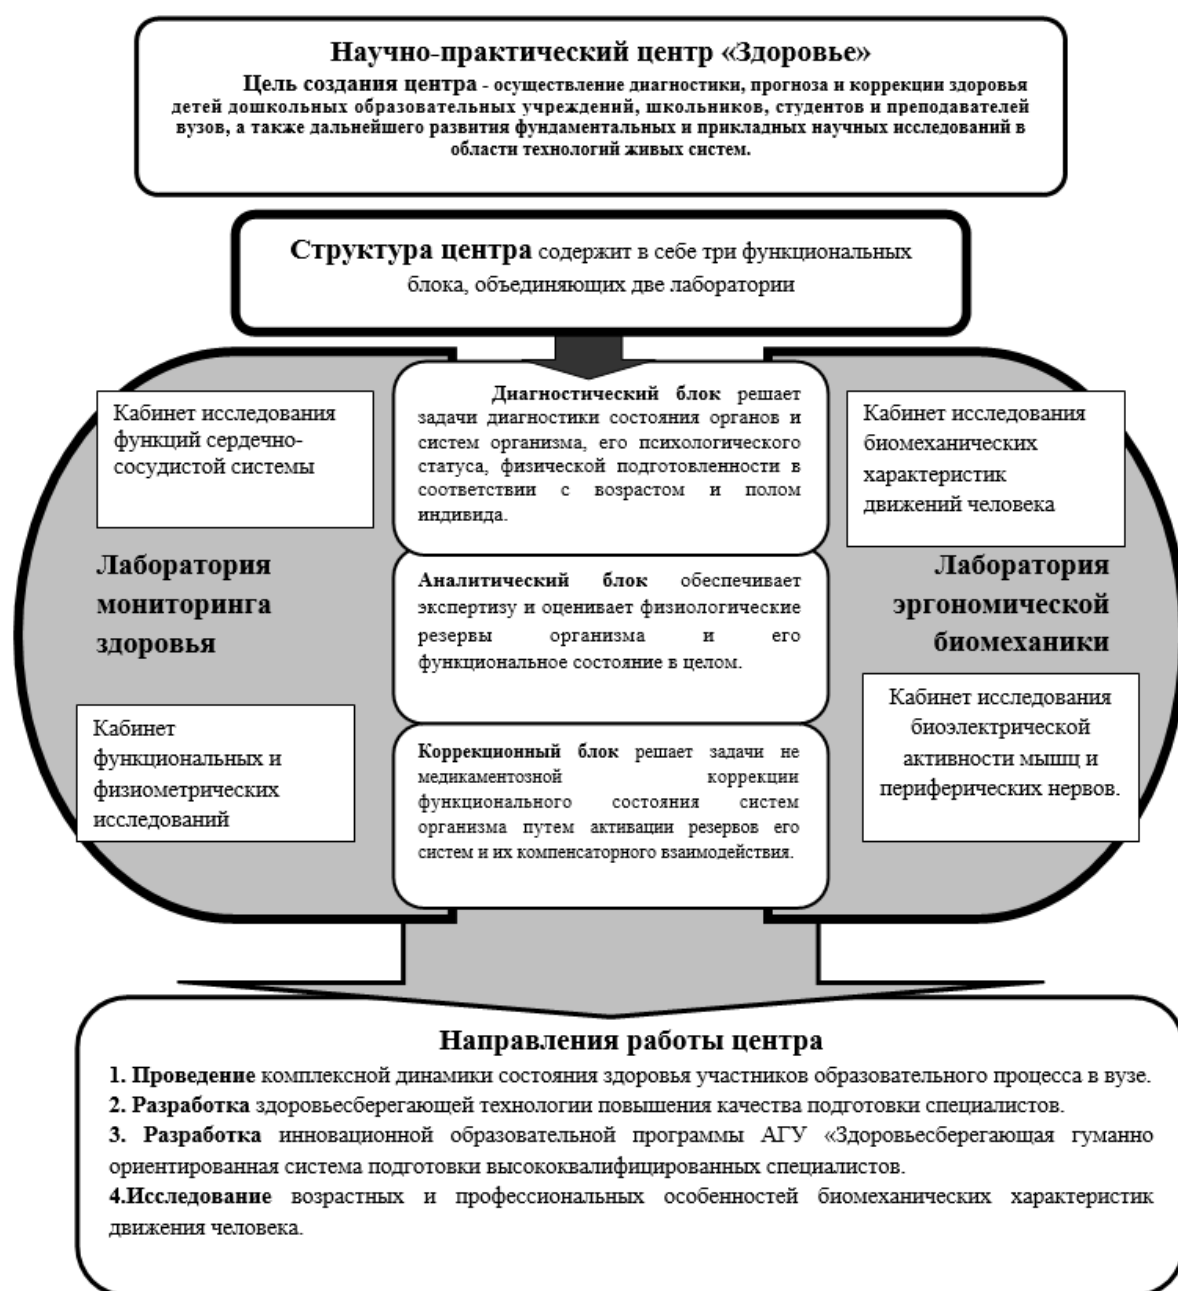 Научно-практический центр «Здоровье»
Цель создания центра - осуществление диагностики, прогноза и коррекции здоровья
детей дошкольных образовательных учреждений, школьников, студентов и преподавателей
вузов, а также дальнейшего развития фундаментальных и прикладных научных исследований в
области технологий живых систем.
Структура центра содержит в себе три функциональных
блока, объединяющих две лаборатории
Кабинет исследования
функций сердечно-
сосудистой системы
Лаборатория
мониторинга
здоровья
Кабинет
функциональных и
физиометрических
исследований
Диагностический блок решает
задачи диагностики состояния органов и
систем организма, его психологического
статуса, физической подготовленности в
соответствии с возрастом и полом
индивида.
Аналитический блок обеспечивает
экспертизу и оценивает физиологические
резервы организма и его
функциональное состояние в целом.
Коррекционный блок решает задачи не
медикаментозной коррекции
функционального состояния систем
организма путем активации резервов его
систем и их компенсаторного взаимодействия.
Кабинет исследования
биомеханических
характеристик
движений человека
Лаборатория
эргономической
биомеханики
Кабинет исследования
биоэлектрической
активности мышц и
периферических нервов.
Направления работы центра
1. Проведение комплексной динамики состояния здоровья участников образовательного процесса в вузе.
2. Разработка здоровьесберегающей технологии повышения качества подготовки специалистов.
3. Разработка инновационной образовательной программы АГУ «Здоровьесберегающая гуманно
ориентированная система подготовки высококвалифицированных специалистов.
4.Исследование возрастных и профессиональных особенностей биомеханических характеристик
движения человека.